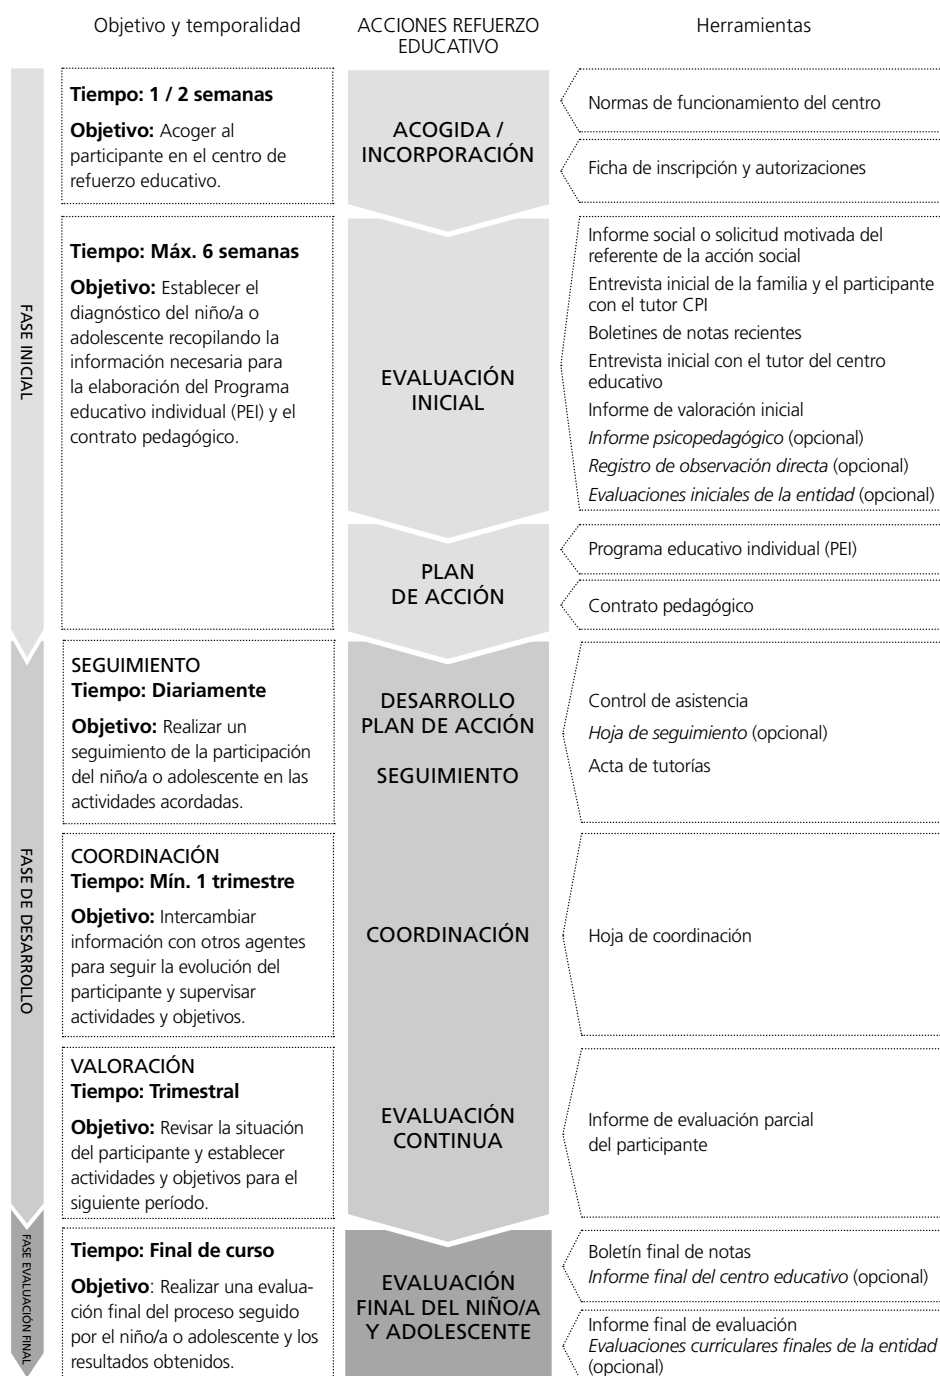 Objetivo y temporalidad
ACCIONES REFUERZO
EDUCATIVO
Herramientas
FASE INICIAL
Tiempo: 1 / 2 semanas
Objetivo: Acoger al
participante en el centro de
refuerzo educativo.
ACOGIDA /
INCORPORACIÓN
Normas de funcionamiento del centro
Ficha de inscripción y autorizaciones
Tiempo: Máx. 6 semanas
Objetivo: Establecer el
diagnóstico del niño/a o
adolescente recopilando la
información necesaria para
la elaboración del Programa
educativo individual (PEI) y el
contrato pedagógico.
EVALUACIÓN
INICIAL
Informe social o solicitud motivada del
referente de la acción social
Entrevista inicial de la familia y el participante
con el tutor CPI
Boletines de notas recientes
Entrevista inicial con el tutor del centro
educativo
Informe de valoración inicial
Informe psicopedagógico (opcional)
Registro de observación directa (opcional)
Evaluaciones iniciales de la entidad (opcional)
PLAN
DE ACCIÓN
Programa educativo individual (PEI)
Contrato pedagógico
FASE DE DESARROLLO
SEGUIMIENTO
Tiempo: Diariamente
Objetivo: Realizar un
seguimiento de la participación
del niño/a o adolescente en las
actividades acordadas.
DESARROLLO
PLAN DE ACCIÓN
SEGUIMIENTO
Control de asistencia
Hoja de seguimiento (opcional)
Acta de tutorías
COORDINACIÓN
Tiempo: Mín. 1 trimestre
Objetivo: Intercambiar
información con otros agentes
para seguir la evolución del
participante y supervisar
actividades y objetivos.
COORDINACIÓN
Hoja de coordinación
VALORACIÓN
Tiempo: Trimestral
Objetivo: Revisar la situación
del participante y establecer
actividades y objetivos para el
siguiente período.
EVALUACIÓN
CONTINUA
Informe de evaluación parcial
del participante
FASE EVALUACIÓN FINAL
Tiempo: Final de curso
Objetivo: Realizar una evalua-
ción final del proceso seguido
por el niño/a o adolescente y los
resultados obtenidos.
EVALUACIÓN
FINAL DEL NIÑO/A
Y ADOLESCENTE
Boletín final de notas
Informe final del centro educativo (opcional)
Informe final de evaluación
Evaluaciones curriculares finales de la entidad
(opcional)